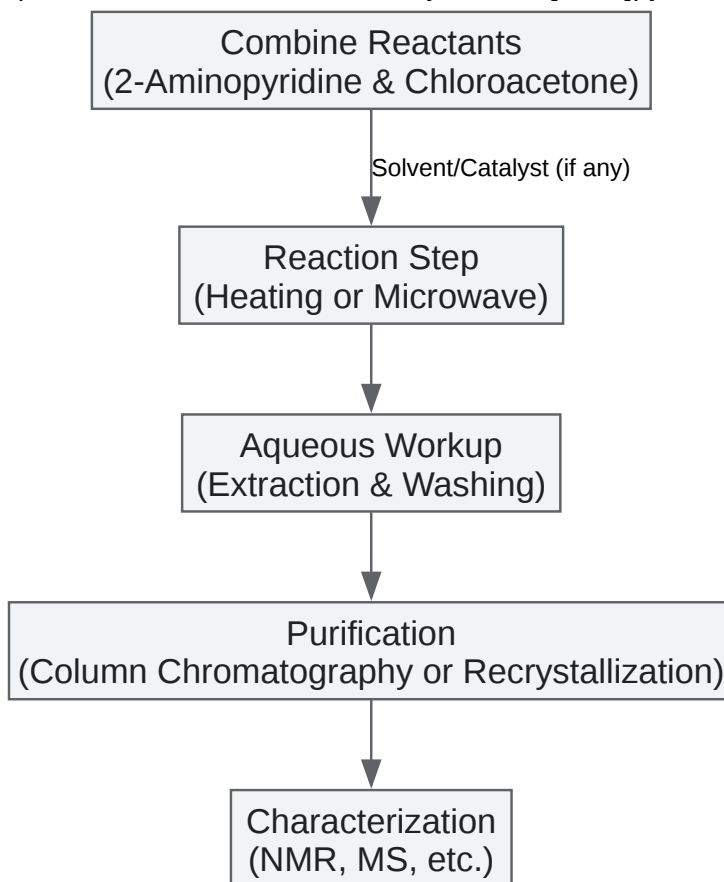 Combine Reactants
(2-Aminopyridine & Chloroacetone)
Solvent/Catalyst (if any)
Reaction Step
(Heating or Microwave)
Aqueous Workup
(Extraction & Washing)
Purification
(Column Chromatography or Recrystallization)
Characterization
(NMR, MS, etc.)